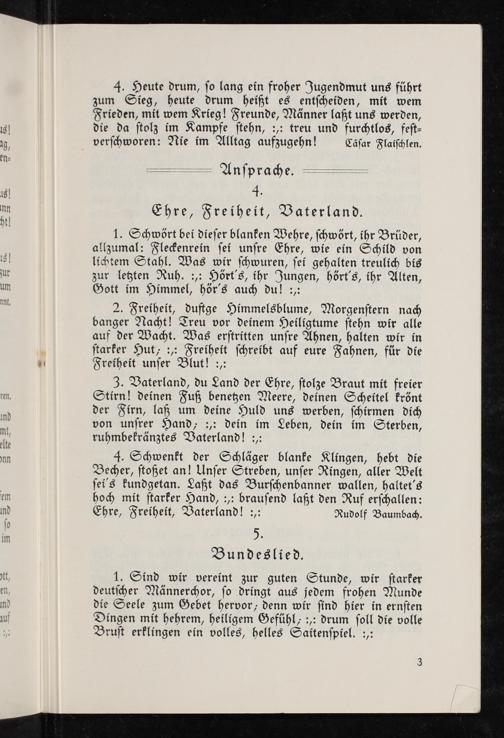 4. Heute drum, so lang ein froher Jugendmut uns führt
zum Sieg, heute drum heißt es entscheiden, mit wem
Frieden, mit wem Krieg! Freunde, Männer laßt uns werden,
die da stolz im Kampfe stehn, :,: treu und furchtlos, fest-
verschworen: Nie im Alltag aufzugehn! Cäsar Flaischlen.
Ansprache.
4.
Ehre, Freiheit, Vaterland.
1. Schwört bei dieser blanken Wehre, schwört, ihr Brüder,
allzumal: Fleckenrein sei unsre Ehre, wie ein Schild von
lichtem Stahl. Was wir schwuren, sei gehalten treulich bis
zur letzten Ruh. :,: Hört's, ihr Jungen, hört's, ihr Alten,
Gott im Himmel, hör's auch du! :,:
2. Freiheit, duftge Himmelsblume, Morgenstern nach
banger Nacht! Treu vor deinem Heiligtume stehn wir alle
auf der Wacht. Was erstritten unsre Ahnen, halten wir in
starker Hut; :,: Freiheit schreibt auf eure Fahnen, für die
Freiheit unser Blut! :,:
3. Vaterland, du Land der Ehre, stolze Braut mit freier
Stirn! deinen Fuß benetzen Meere, deinen Scheitel krönt
der Firn, laß um deine Huld uns werben, schirmen dich
von unsrer Hand; :,: dein im Leben, dein im Sterben,
ruhmbekränztes Vaterland! :,:
4. Schwenkt der Schläger blanke Klingen, hebt die
Becher, stoßet an! Unser Streben, unser Ringen, aller Welt
sei's kundgetan. Laßt das Burschenbanner wallen, haltet's
hoch mit starker Hand, :,: brausend laßt den Ruf erschallen:
Ehre, Freiheit, Vaterland! :,: Rudolf Baumbach.
5.
Bundeslied.
1. Sind wir vereint zur guten Stunde, wir starker
deutscher Männerchor, so dringt aus jedem frohen Munde
die Seele zum Gebet hervor; denn wir sind hier in ernsten
Dingen mit hehrem, heiligem Gefühl; :,: drum soll die volle
Brust erklingen ein volles, helles Saitenspiel. :,:
3